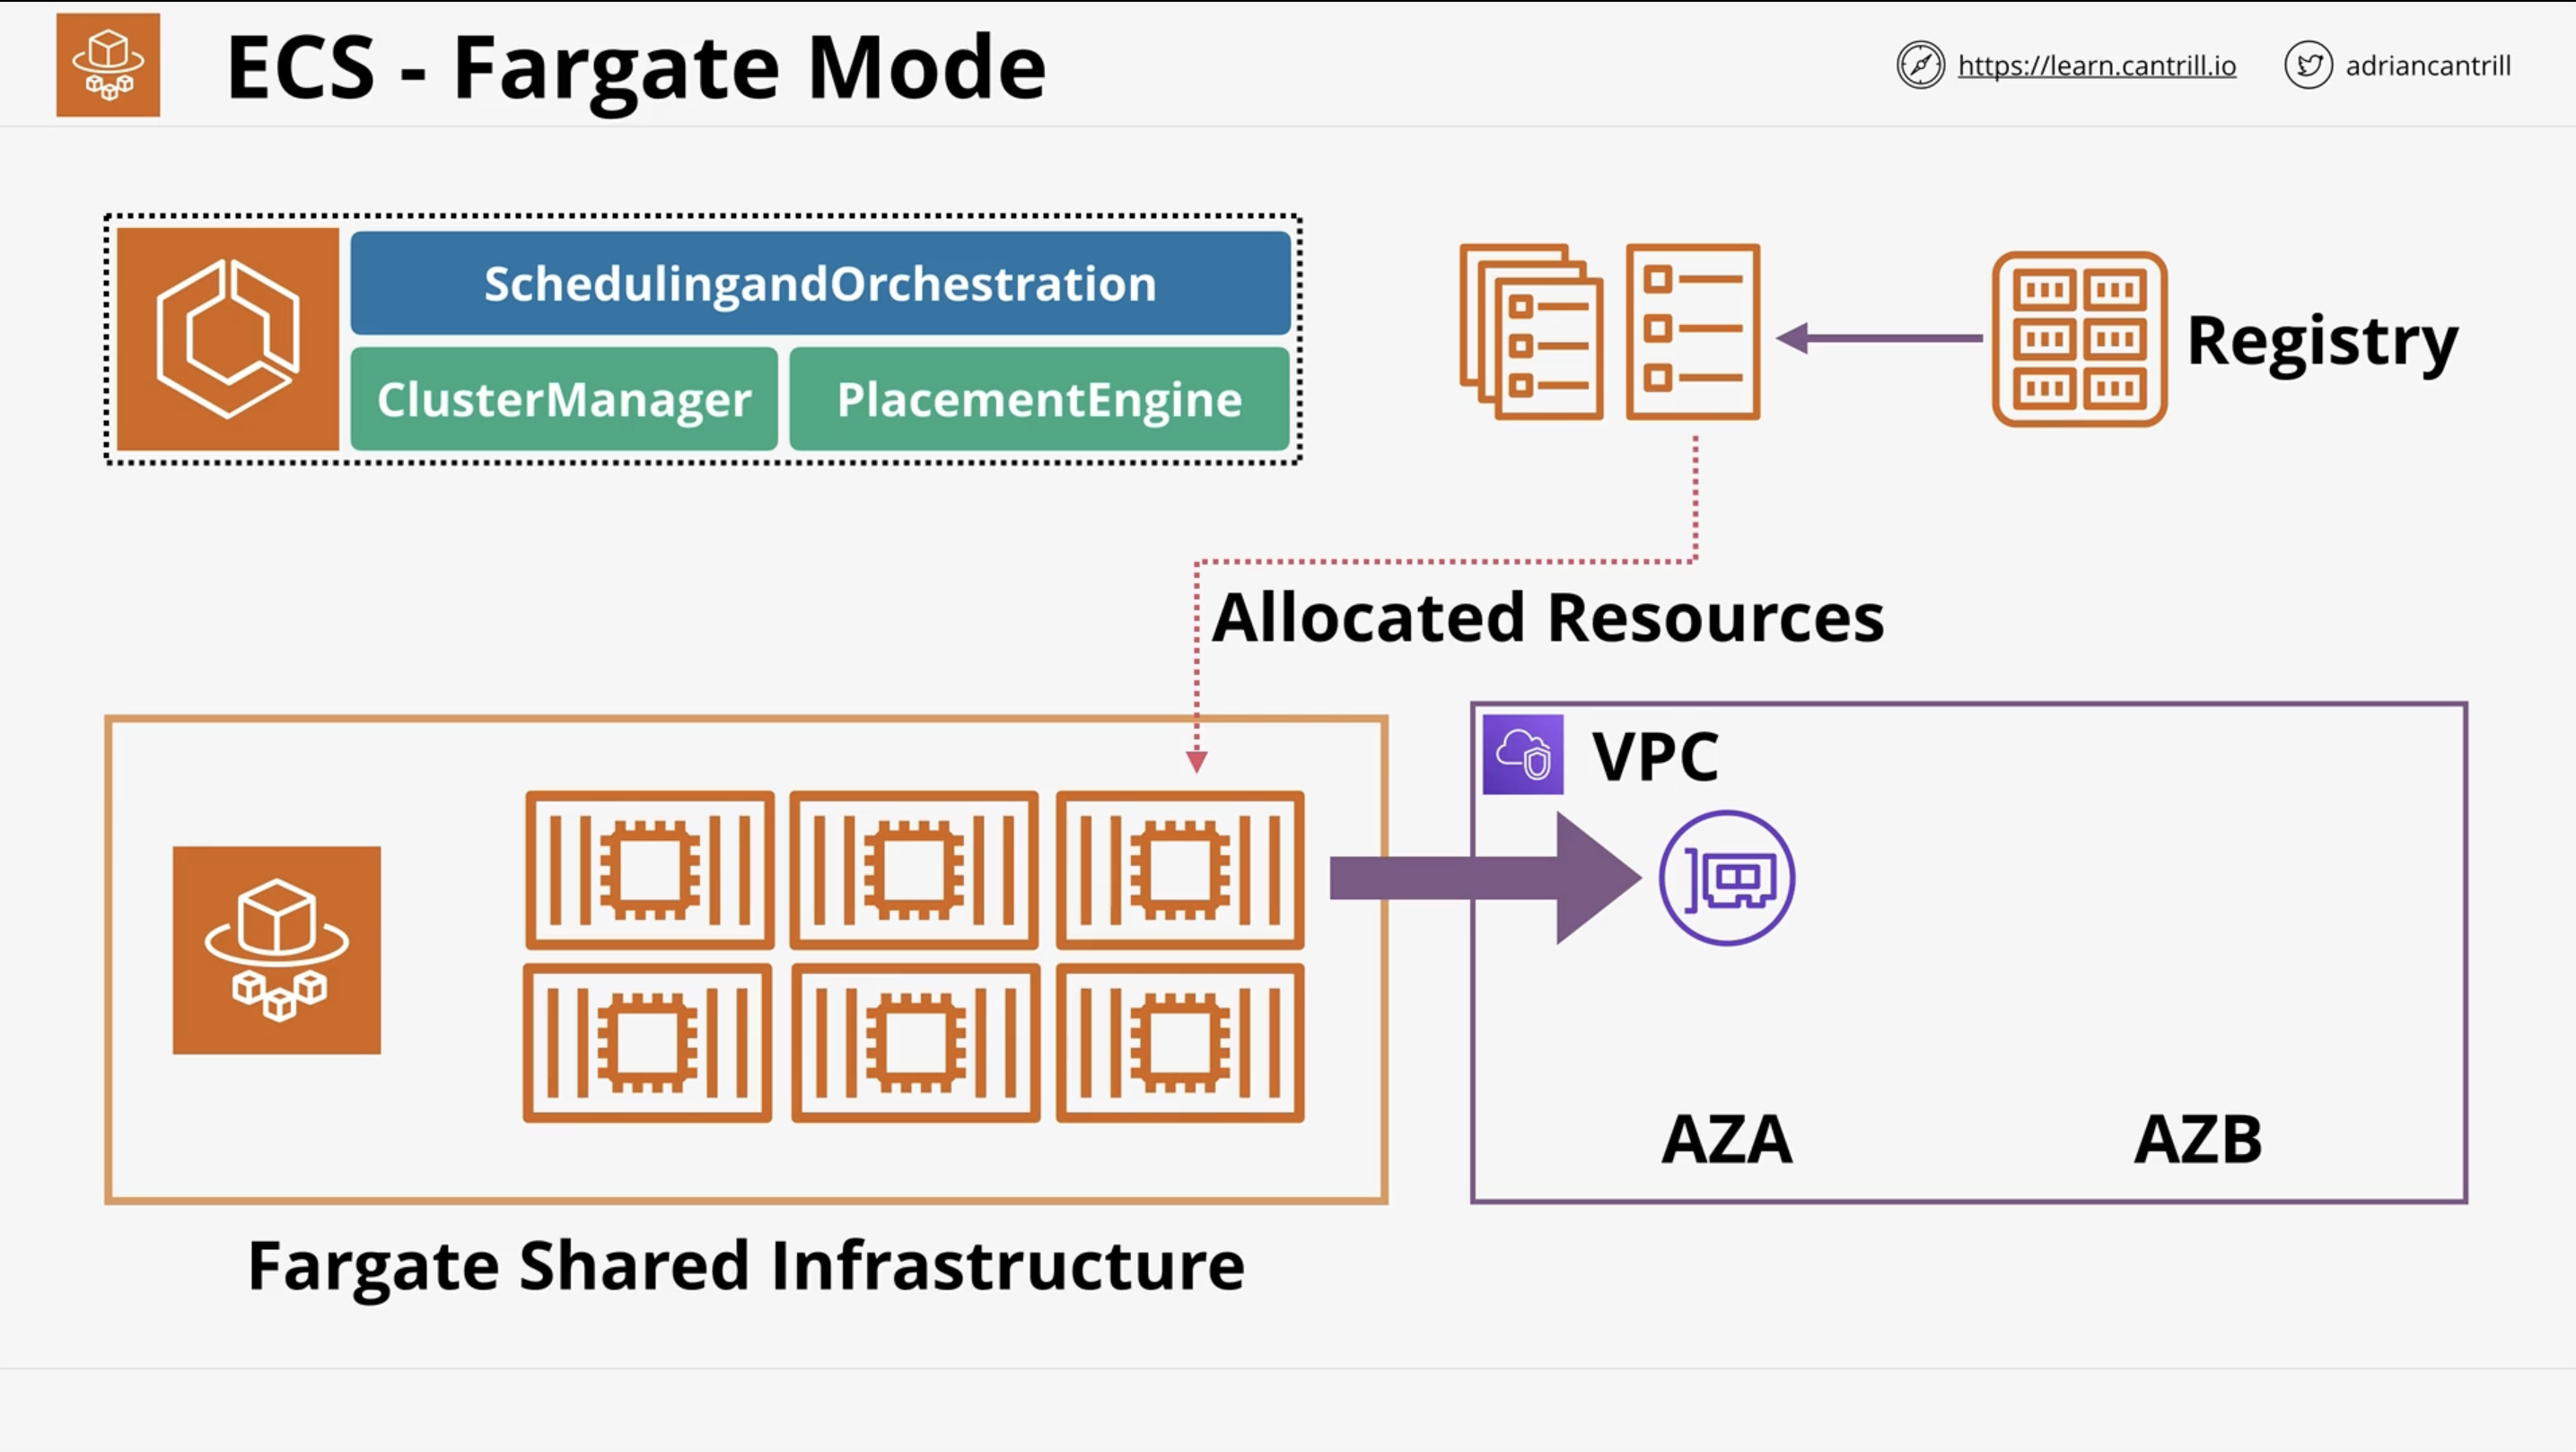 ECS - Fargate Mode
https://learn.cantrill.io
adriancantrill
SchedulingandOrchestration
ClusterManager
PlacementEngine
Registry
Allocated Resources
VPC
AZA
AZB
Fargate Shared Infrastructure